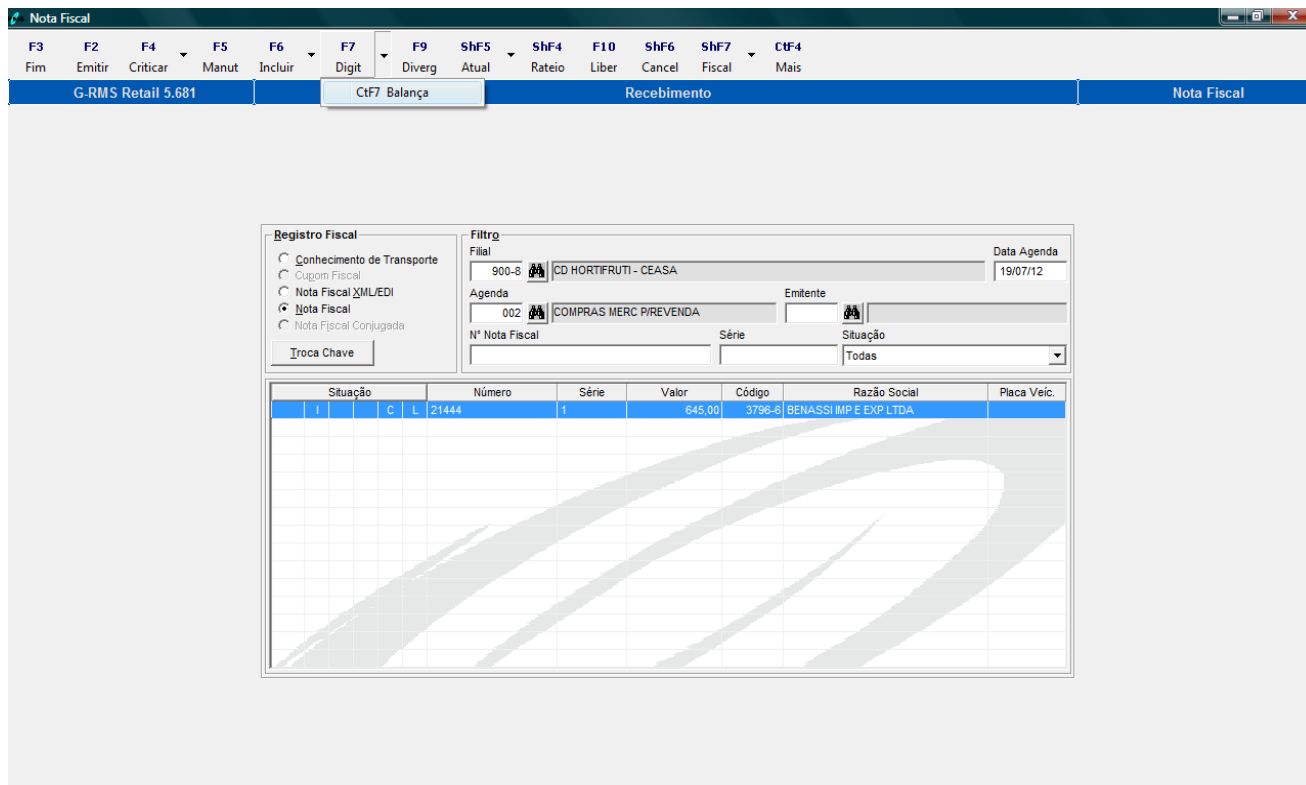 Nota Fiscal
F3 F2 F4 F5 F6 F7 F9 ShF5 ShF4 F10 ShF6 ShF7 CtF4
Fim Emitir Criticar Manut Incluir Digit Diverg Atual Rateio Liber Cancel Fiscal Mais
CtF7 Balança
G-RMS Retail 5.681 Recebimento Nota Fiscal
Registro Fiscal
Conhecimento de Transporte
Cupom Fiscal
Nota Fiscal XML/EDI
Nota Fiscal
Nota Fiscal Conjugada
Troca Chave
Filtro
Filial Data Agenda
900-8 CD HORTIFRUTI - CEASA 19/07/12
Agenda Emitente
002 COMPRAS MERC P/REVENDA
N° Nota Fiscal Série Situação
Todas
Situação Número Série Valor Código Razão Social Placa Veíc.
I C L 21444 1 645,00 3796-6 BENASSI IMP E EXP LTDA